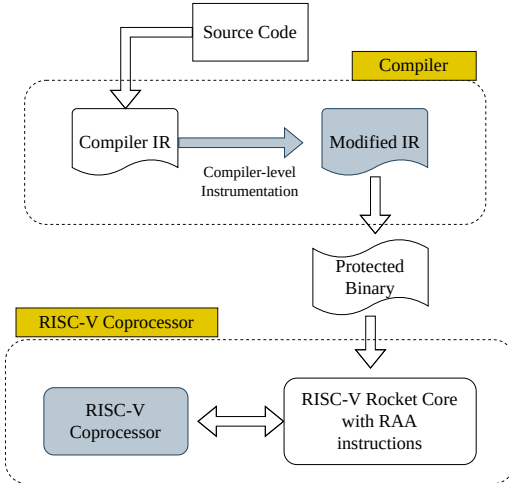 Source Code
Compiler
Compiler IR
Modified IR
Compiler-level
Instrumentation
Protected
Binary
RISC-V Coprocessor
RISC-V
Coprocessor
RISC-V Rocket Core
with RAA
instructions